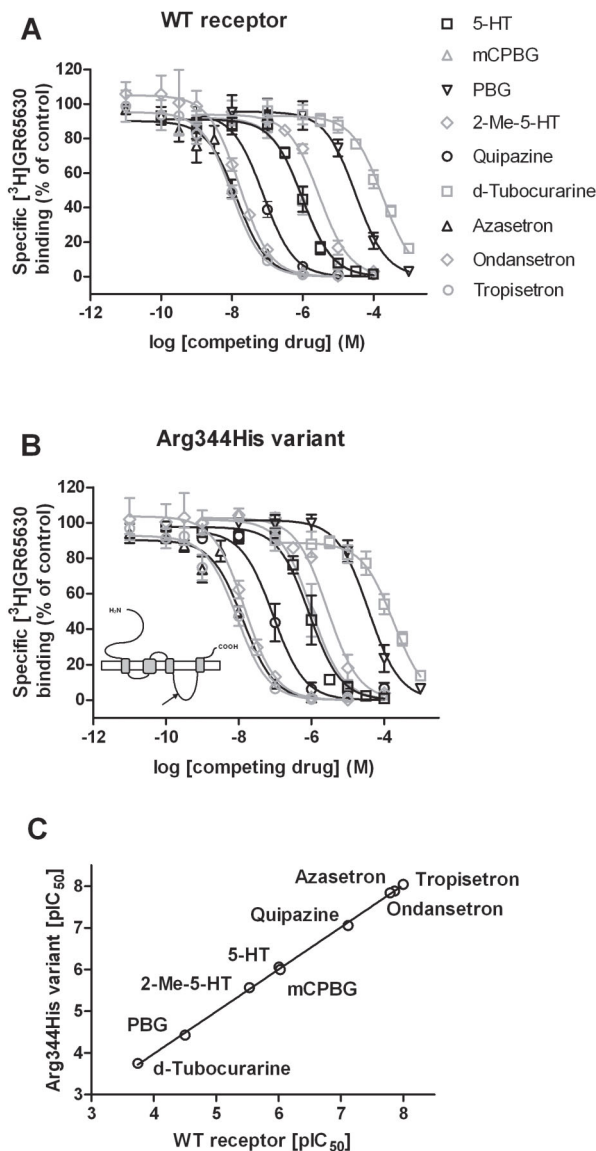 A
WT receptor
Specific [³H]GR65630
binding (% of control)
120
100
80
60
40
20
0
-12
-10
-8
-6
-4
log [competing drug] (M)
5-HT
mCPBG
PBG
2-Me-5-HT
Quipazine
d-Tubocurarine
Azasetron
Ondansetron
Tropisetron
B
Arg344His variant
Specific [³H]GR65630
binding (% of control)
120
100
80
60
40
20
0
H₂N
COOH
-12
-10
-8
-6
-4
log [competing drug] (M)
C
Arg344His variant [pIC₅₀]
8
7
6
5
4
3
Azasetron
Tropisetron
Ondansetron
Quipazine
5-HT
mCPBG
2-Me-5-HT
PBG
d-Tubocurarine
3
4
5
6
7
8
WT receptor [pIC₅₀]